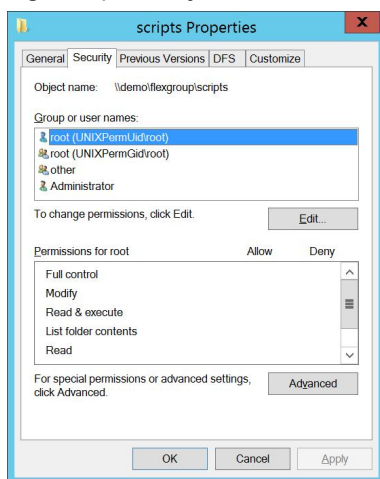 scripts Properties
x
General Security Previous Versions DFS Customize
Object name: \\demo\flexgroup\scripts
Group or user names:
root (UNIXPermUid\root)
root (UNIXPermGid\root)
other
Administrator
To change permissions, click Edit. Edit...
Permissions for root Allow Deny
Full control
Modify
Read & execute
List folder contents
Read
For special permissions or advanced settings, Advanced
click Advanced.
OK Cancel Apply